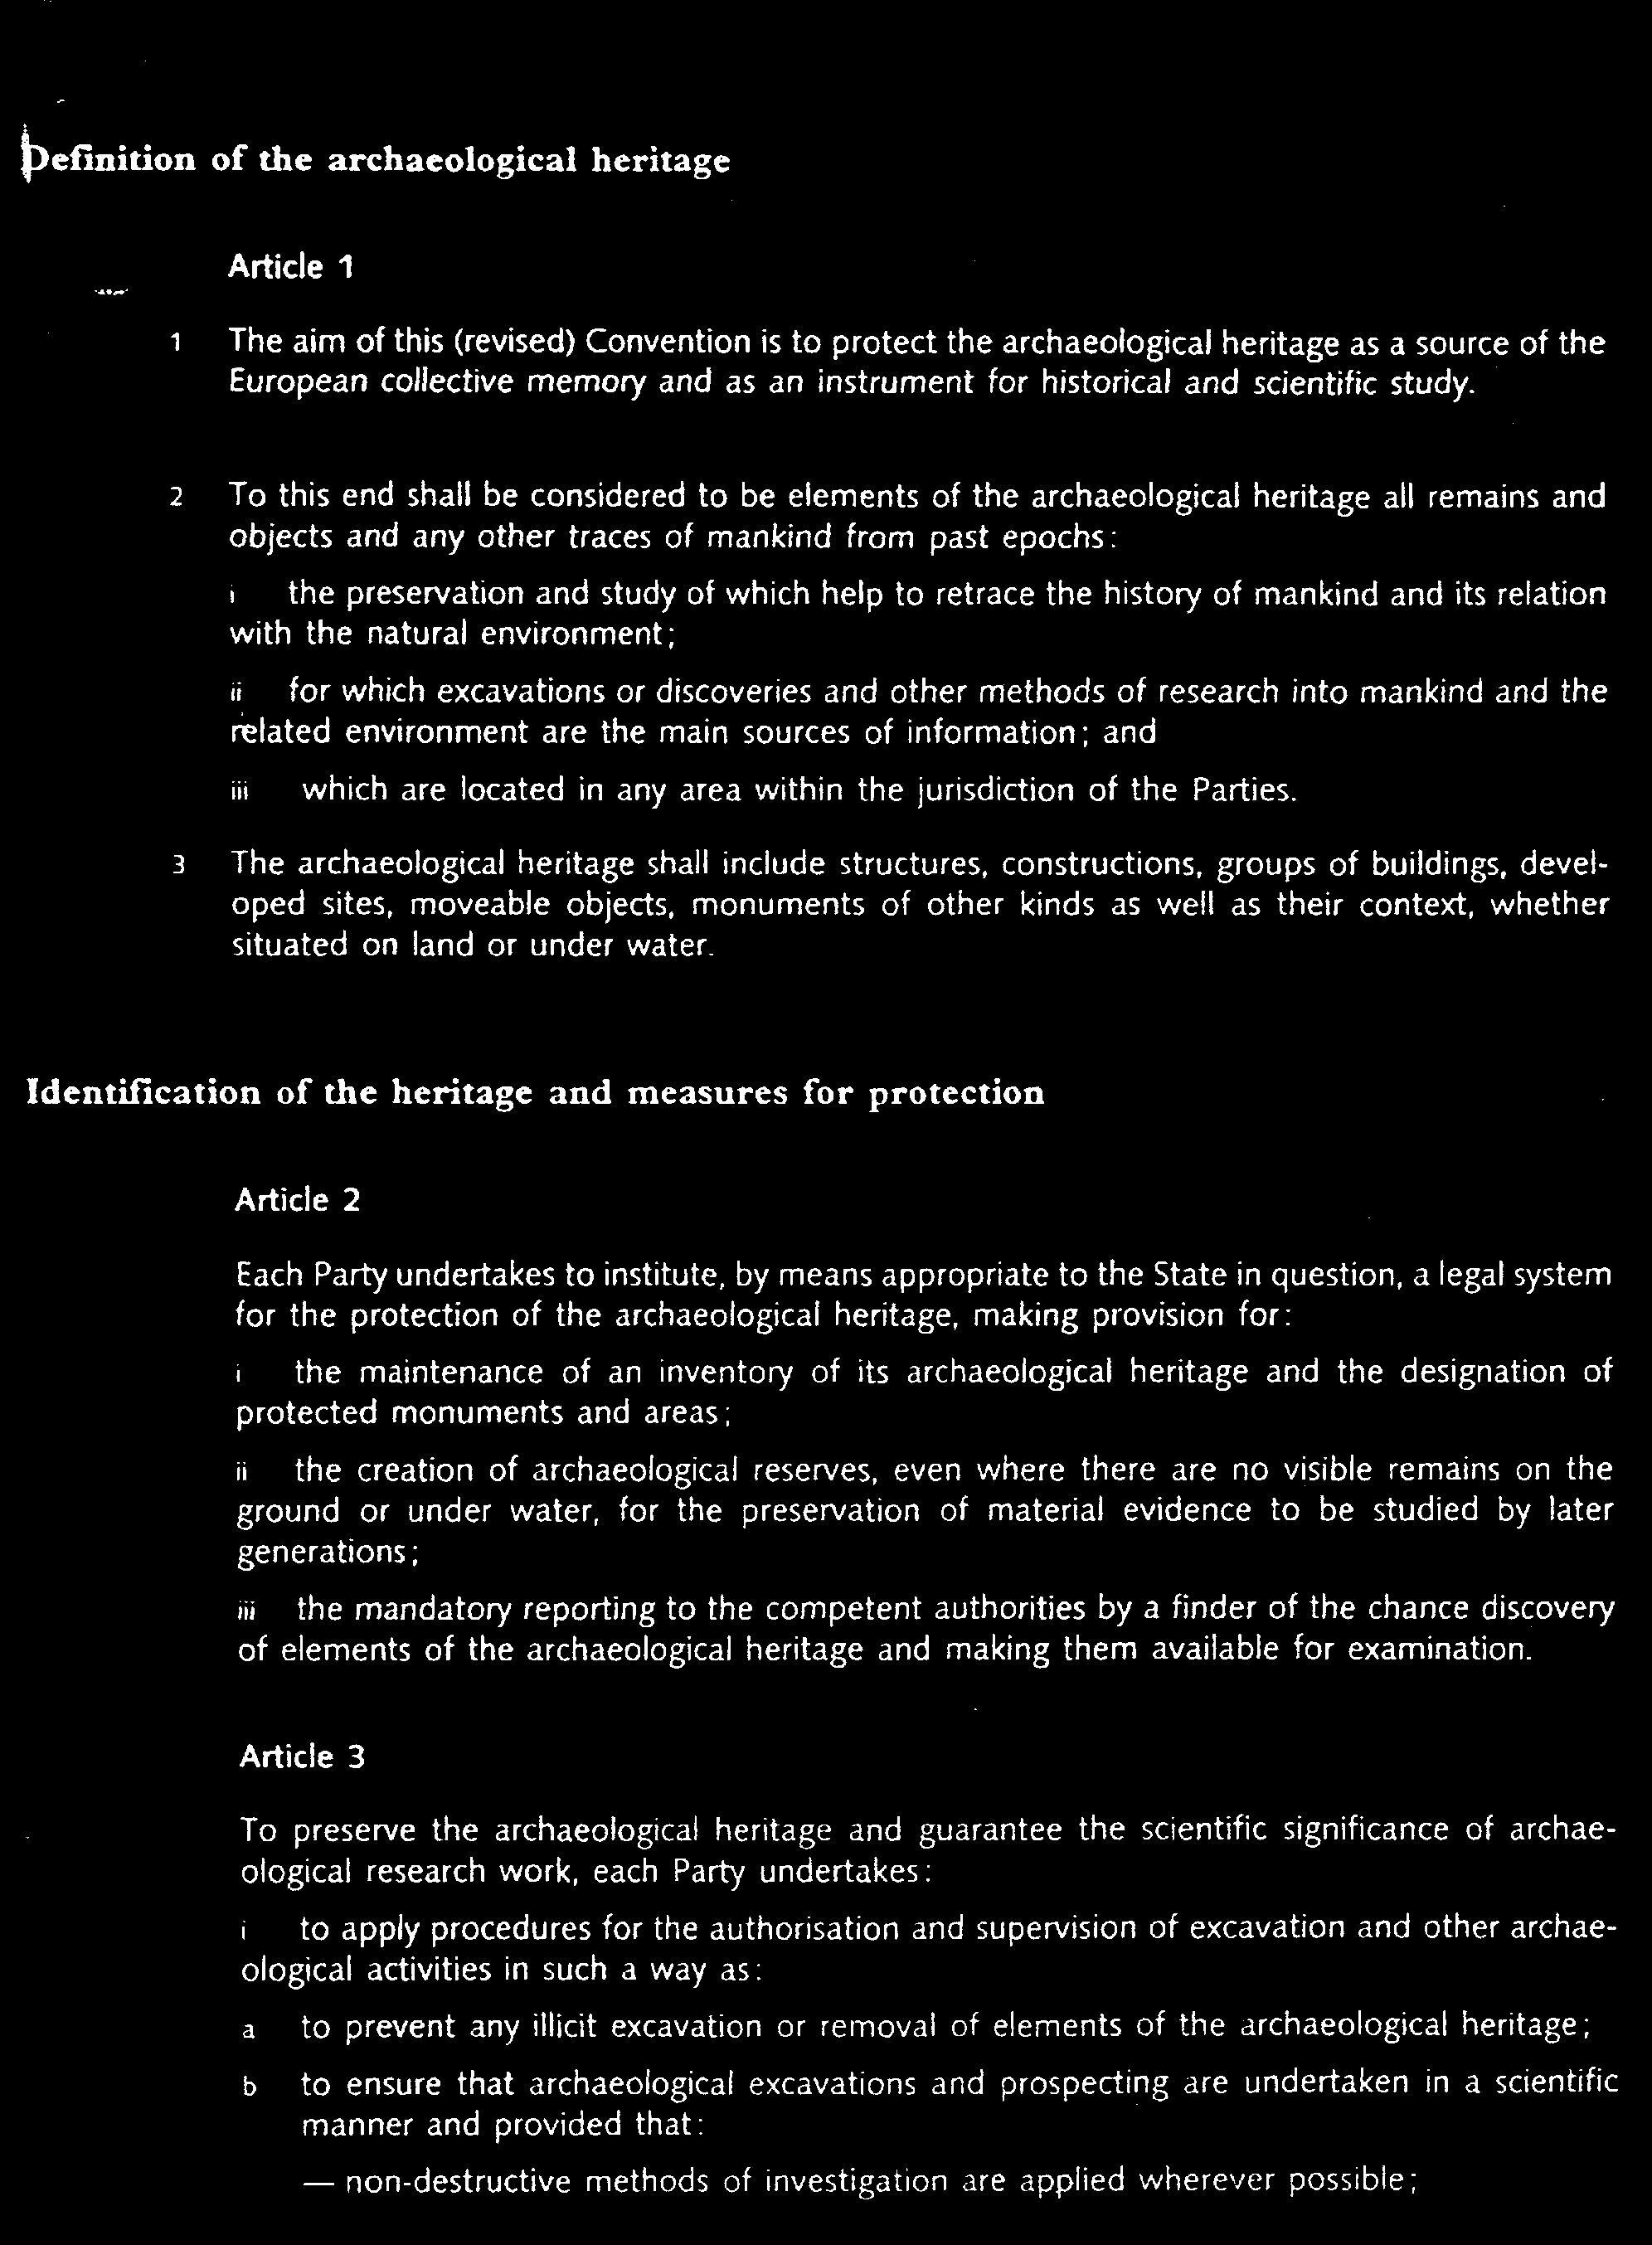 Definition of the archaeological heritage
Article 1
1 The aim of this (revised) Convention is to protect the archaeological heritage as a source of the
European collective memory and as an instrument for historical and scientific study.
2 To this end shall be considered to be elements of the archaeological heritage all remains and
objects and any other traces of mankind from past epochs:
i the preservation and study of which help to retrace the history of mankind and its relation
with the natural environment;
ii for which excavations or discoveries and other methods of research into mankind and the
related environment are the main sources of information; and
iii which are located in any area within the jurisdiction of the Parties.
3 The archaeological heritage shall include structures, constructions, groups of buildings, devel-
oped sites, moveable objects, monuments of other kinds as well as their context, whether
situated on land or under water.
Identification of the heritage and measures for protection
Article 2
Each Party undertakes to institute, by means appropriate to the State in question, a legal system
for the protection of the archaeological heritage, making provision for:
i the maintenance of an inventory of its archaeological heritage and the designation of
protected monuments and areas;
ii the creation of archaeological reserves, even where there are no visible remains on the
ground or under water, for the preservation of material evidence to be studied by later
generations;
iii the mandatory reporting to the competent authorities by a finder of the chance discovery
of elements of the archaeological heritage and making them available for examination.
Article 3
To preserve the archaeological heritage and guarantee the scientific significance of archae-
ological research work, each Party undertakes:
i to apply procedures for the authorisation and supervision of excavation and other archae-
ological activities in such a way as:
a to prevent any illicit excavation or removal of elements of the archaeological heritage;
b to ensure that archaeological excavations and prospecting are undertaken in a scientific
manner and provided that:
— non-destructive methods of investigation are applied wherever possible;